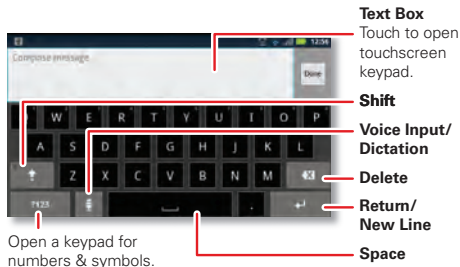 Text Box
Touch to open
touchscreen
keypad.
12:56
Compose message
Done
Shift
W E R T Y U I O P
Voice Input/
Dictation
A S D F G H J K L
Z X C V B N M
Delete
?123 .
Return/
New Line
Space
Open a keypad for
numbers & symbols.